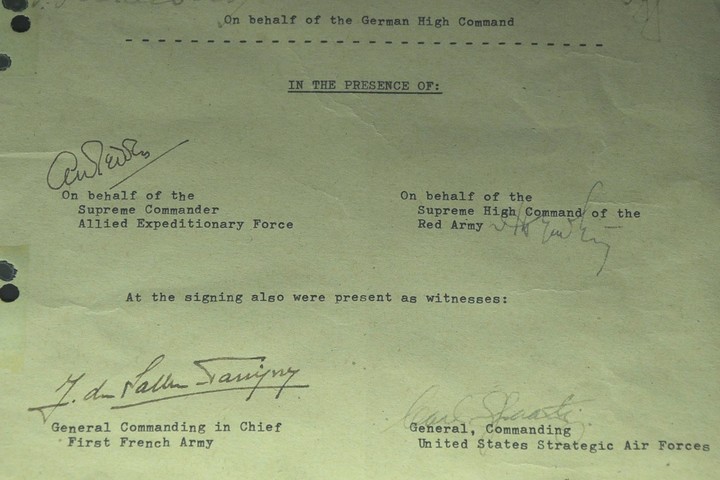 On behalf of the German High Command
IN THE PRESENCE OF:
On behalf of the
Supreme Commander
Allied Expeditionary Force
On behalf of the
Supreme High Command of the
Red Army
At the signing also were present as witnesses:
General Commanding in Chief
First French Army
Carl Spaatz
General, Commanding
United States Strategic Air Forces